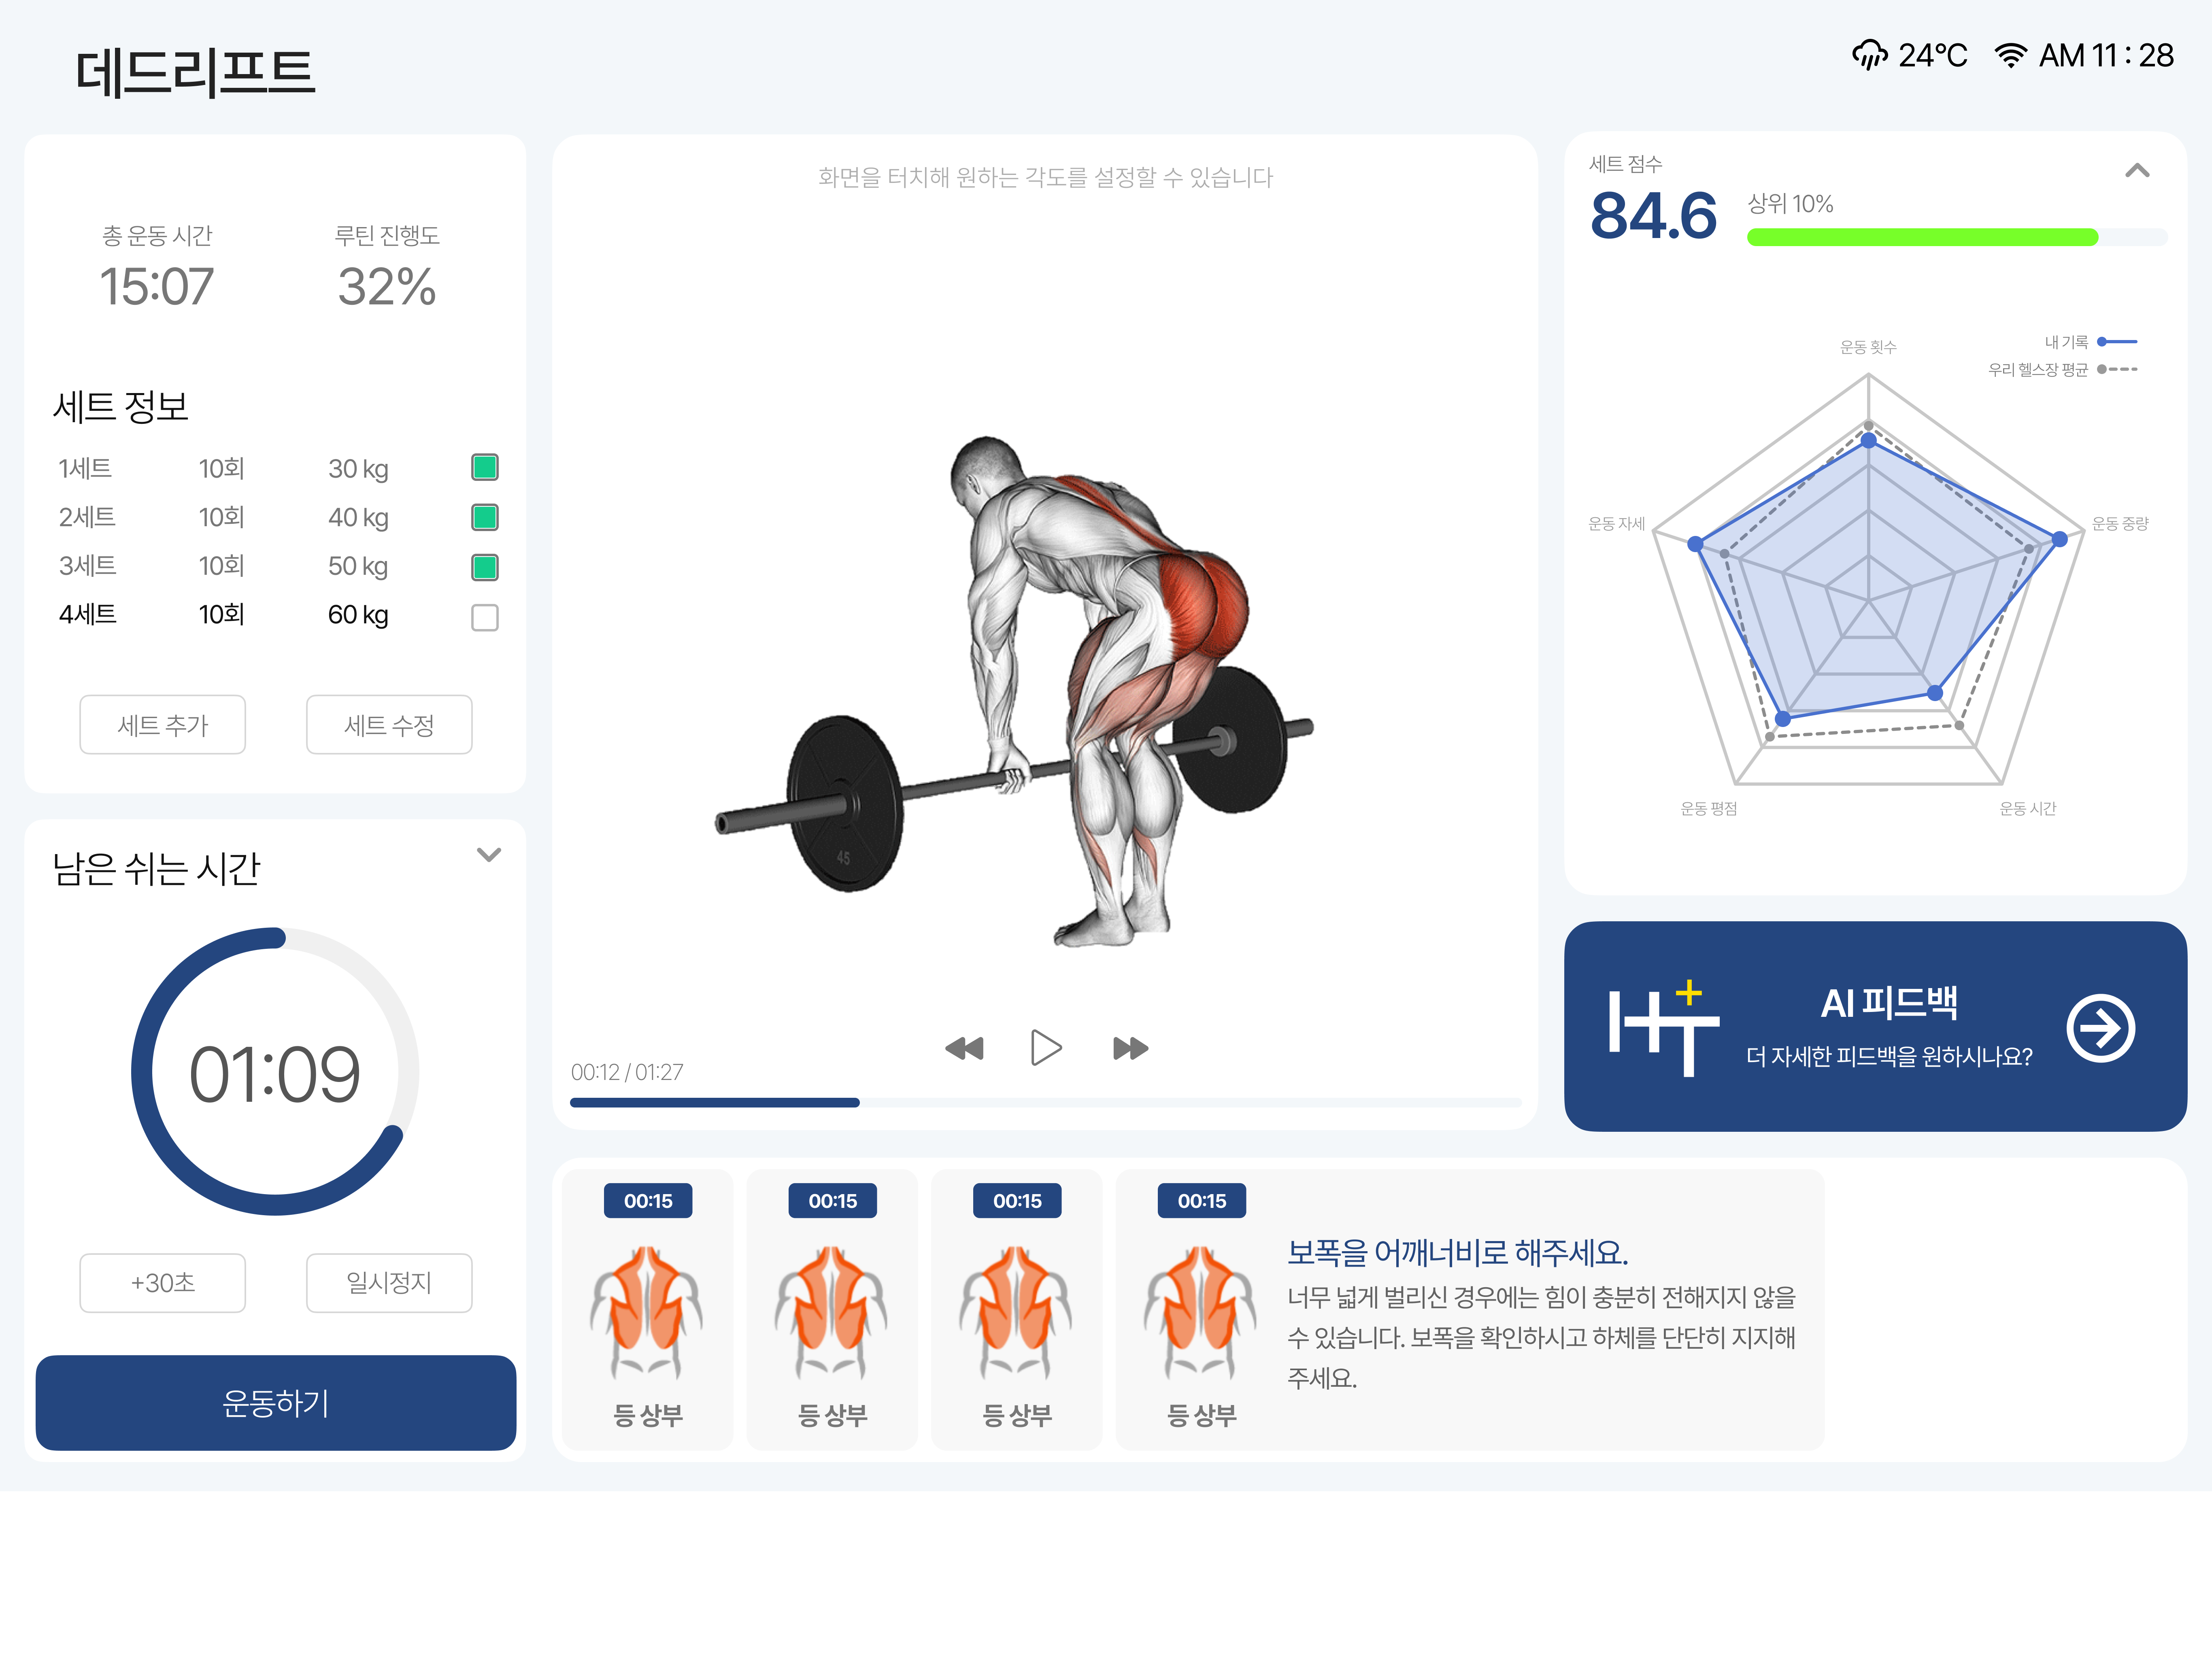 데드리프트
24°C AM 11 : 28
총 운동 시간 루틴 진행도
15:07 32%
세트 정보
1세트 10회 30 kg
2세트 10회 40 kg
3세트 10회 50 kg
4세트 10회 60 kg
세트 추가 세트 수정
남은 쉬는 시간
01:09
+30초 일시정지
운동하기
화면을 터치해 원하는 각도를 설정할 수 있습니다
45
00:12 / 01:27
세트 점수
84.6 상위 10%
내 기록
우리 헬스장 평균
운동 횟수
운동 자세 운동 중량
운동 평점 운동 시간
AI 피드백
더 자세한 피드백을 원하시나요?
00:15 00:15 00:15 00:15
등 상부 등 상부 등 상부 등 상부
보폭을 어깨너비로 해주세요.
너무 넓게 벌리신 경우에는 힘이 충분히 전해지지 않을
수 있습니다. 보폭을 확인하시고 하체를 단단히 지지해
주세요.